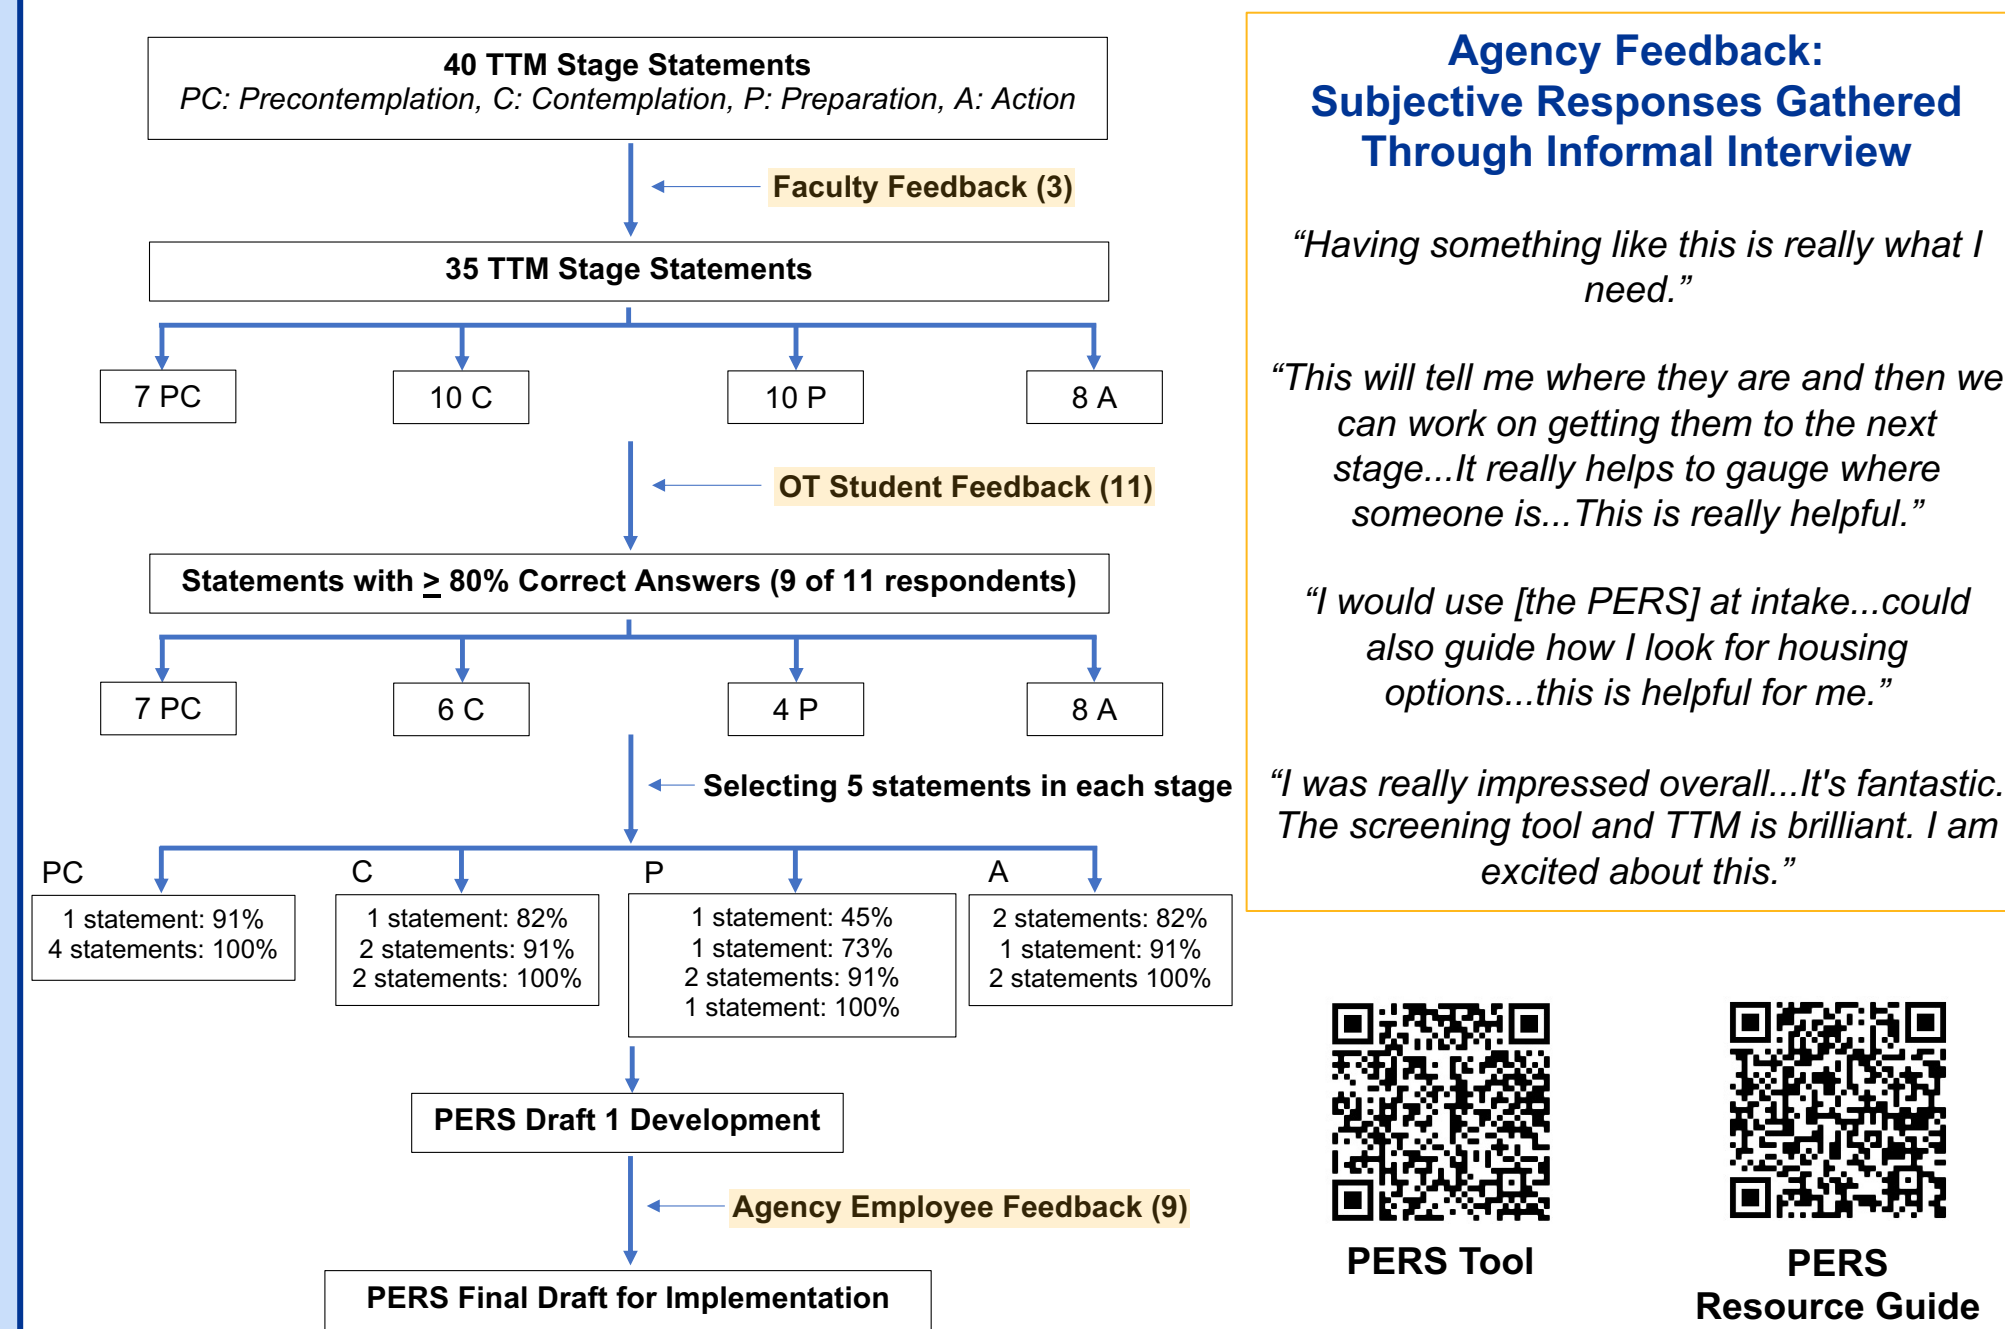 40 TTM Stage Statements
PC: Precontemplation, C: Contemplation, P: Preparation, A: Action
Faculty Feedback (3)
35 TTM Stage Statements
7 PC
10 C
10 P
8 A
OT Student Feedback (11)
Statements with ≥ 80% Correct Answers (9 of 11 respondents)
7 PC
6 C
4 P
8 A
Selecting 5 statements in each stage
PC
1 statement: 91%
4 statements: 100%
C
1 statement: 82%
2 statements: 91%
2 statements: 100%
P
1 statement: 45%
1 statement: 73%
2 statements: 91%
1 statement: 100%
A
2 statements: 82%
1 statement: 91%
2 statements 100%
PERS Draft 1 Development
Agency Employee Feedback (9)
PERS Final Draft for Implementation
Agency Feedback:
Subjective Responses Gathered
Through Informal Interview
“Having something like this is really what I
need.”
“This will tell me where they are and then we
can work on getting them to the next
stage...It really helps to gauge where
someone is...This is really helpful.”
“I would use [the PERS] at intake...could
also guide how I look for housing
options...this is helpful for me.”
“I was really impressed overall...It's fantastic.
The screening tool and TTM is brilliant. I am
excited about this.”
PERS Tool
PERS
Resource Guide